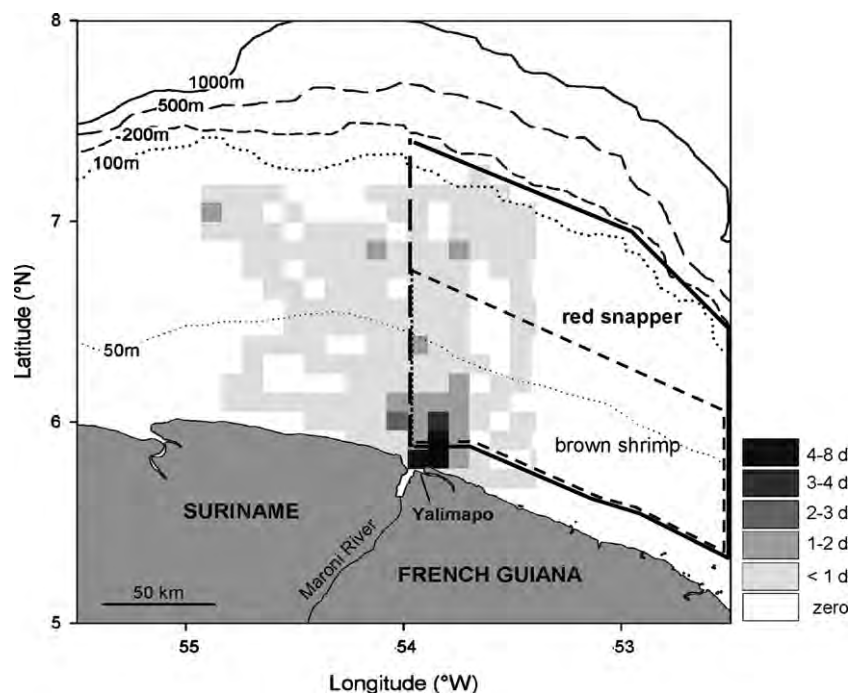 8
1000m
500m
200m
100m
7
Latitude (°N)
red snapper
50m
6
brown shrimp
4-8 d
3-4 d
2-3 d
1-2 d
< 1 d
zero
SURINAME
Yalimapo
Maroni River
FRENCH GUIANA
50 km
5
55
54
53
Longitude (°W)